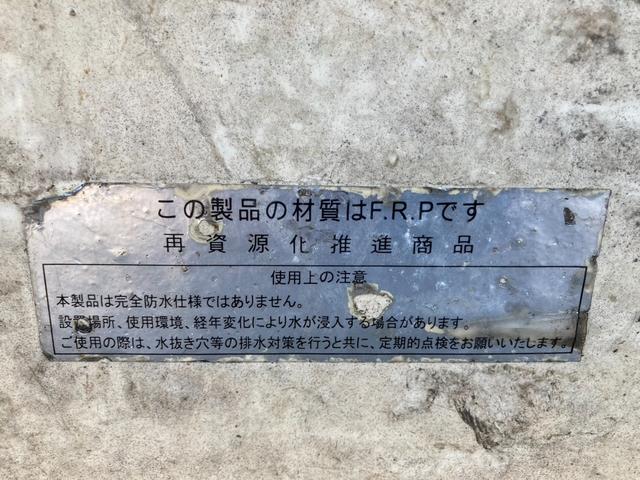 この製品の材質はF.R.Pです
再資源化推進商品
使用上の注意
本製品は完全防水仕様ではありません。
設置場所、使用環境、経年変化により水が浸入する場合があります。
ご使用の際は、水抜き穴等の排水対策を行うと共に、定期的点検をお願いいたします。